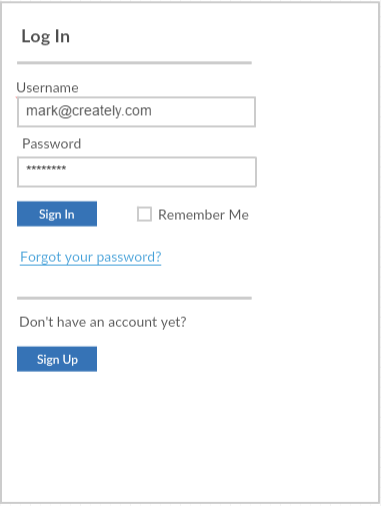 Log In
Username
mark@creately.com
Password
********
Sign In
Remember Me
Forgot your password?
Don't have an account yet?
Sign Up